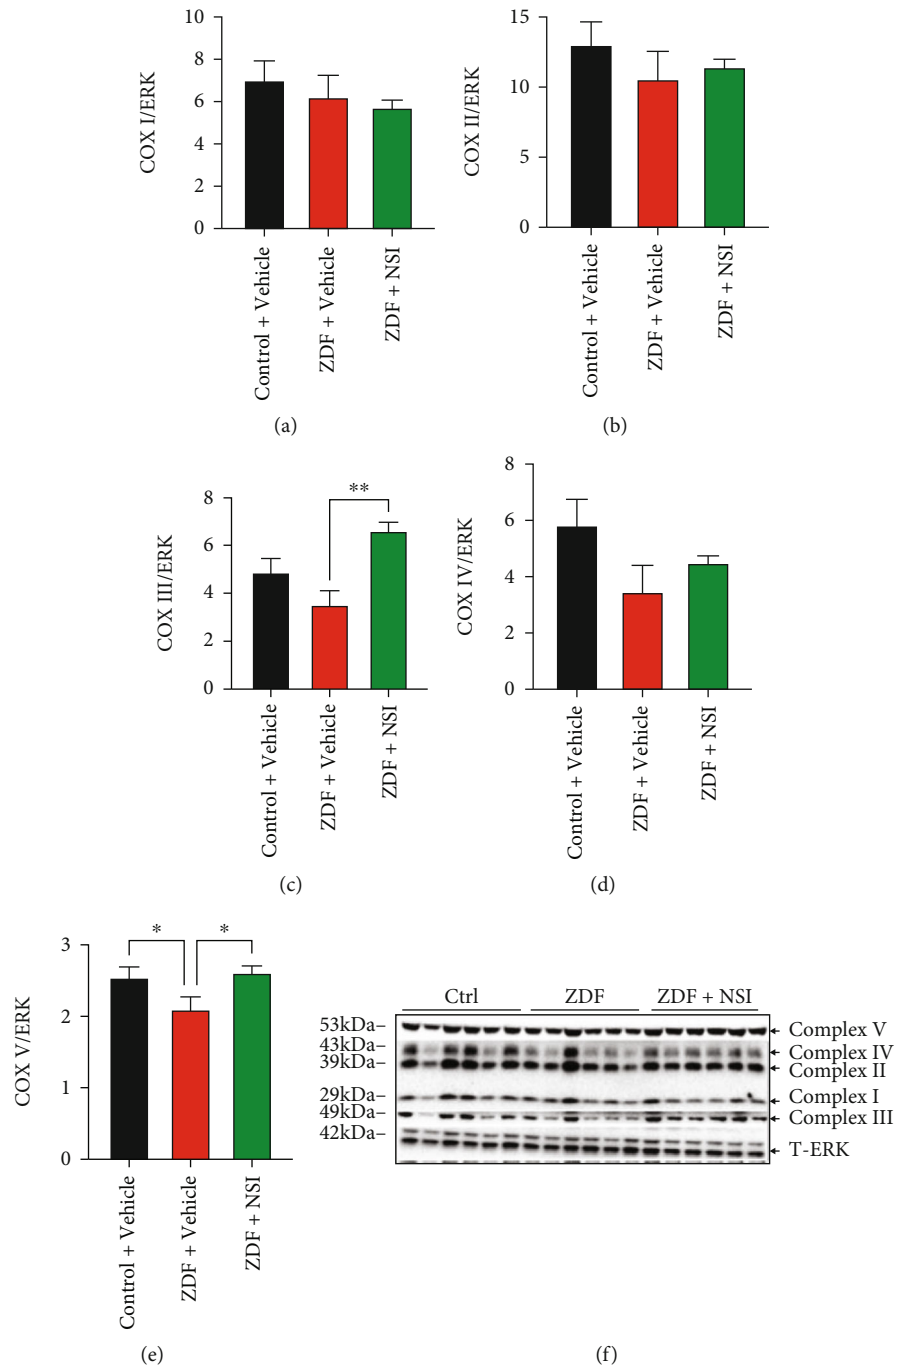 10
8
6
4
2
0
COX I/ERK
Control + Vehicle
ZDF + Vehicle
ZDF + NSI
(a)
15
10
15
0
COX II/ERK
Control + Vehicle
ZDF + Vehicle
ZDF + NSI
(b)
8
6
4
2
0
COX III/ERK
**
Control + Vehicle
ZDF + Vehicle
ZDF + NSI
(c)
8
6
4
2
0
COX IV/ERK
Control + Vehicle
ZDF + Vehicle
ZDF + NSI
(d)
3
2
1
0
COX V/ERK
* *
Control + Vehicle
ZDF + Vehicle
ZDF + NSI
(e)
Ctrl ZDF ZDF + NSI
53kDa–
43kDa–
39kDa–
29kDa–
49kDa–
42kDa–
Complex V
Complex IV
Complex II
Complex I
Complex III
T-ERK
(f)